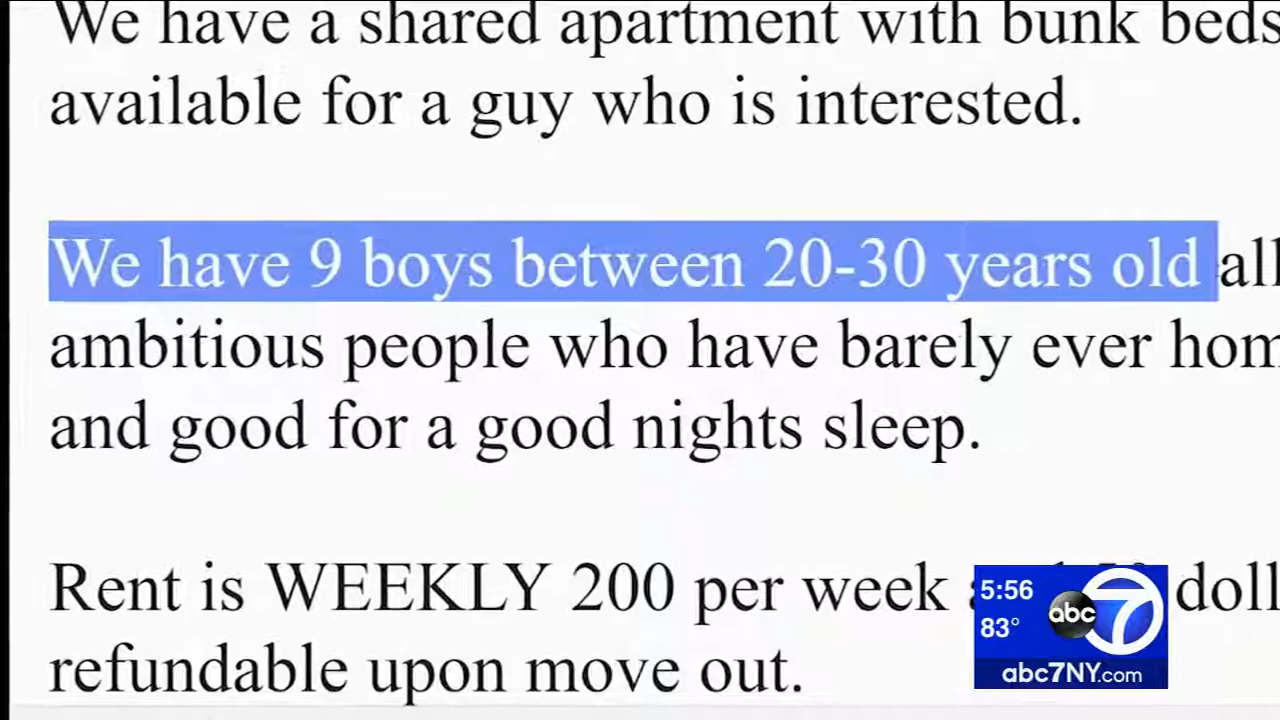 We have a shared apartment with bunk beds
available for a guy who is interested.
We have 9 boys between 20-30 years old all
ambitious people who have barely ever hom
and good for a good nights sleep.
Rent is WEEKLY 200 per week
refundable upon move out.
5:56
83°
abc 7
abc7NY.com